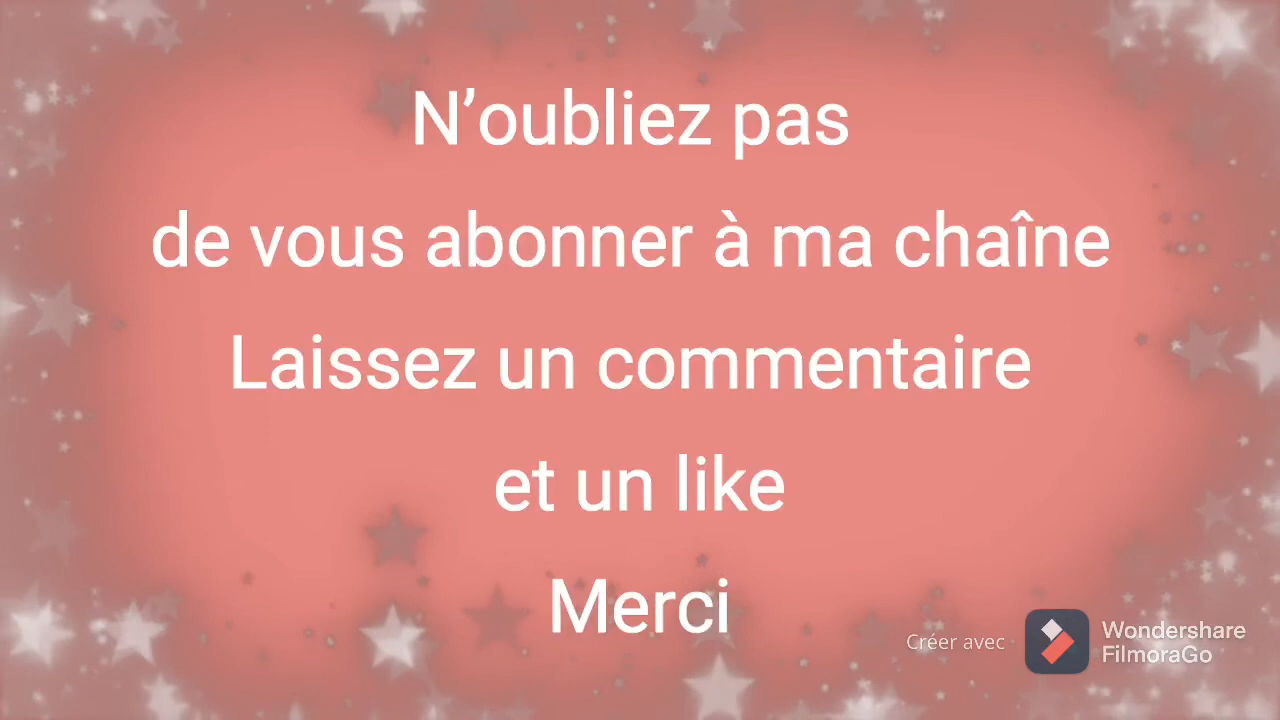 N’oubliez pas
de vous abonner à ma chaîne
Laissez un commentaire
et un like
Merci
Créer avec
Wondershare
FilmoraGo